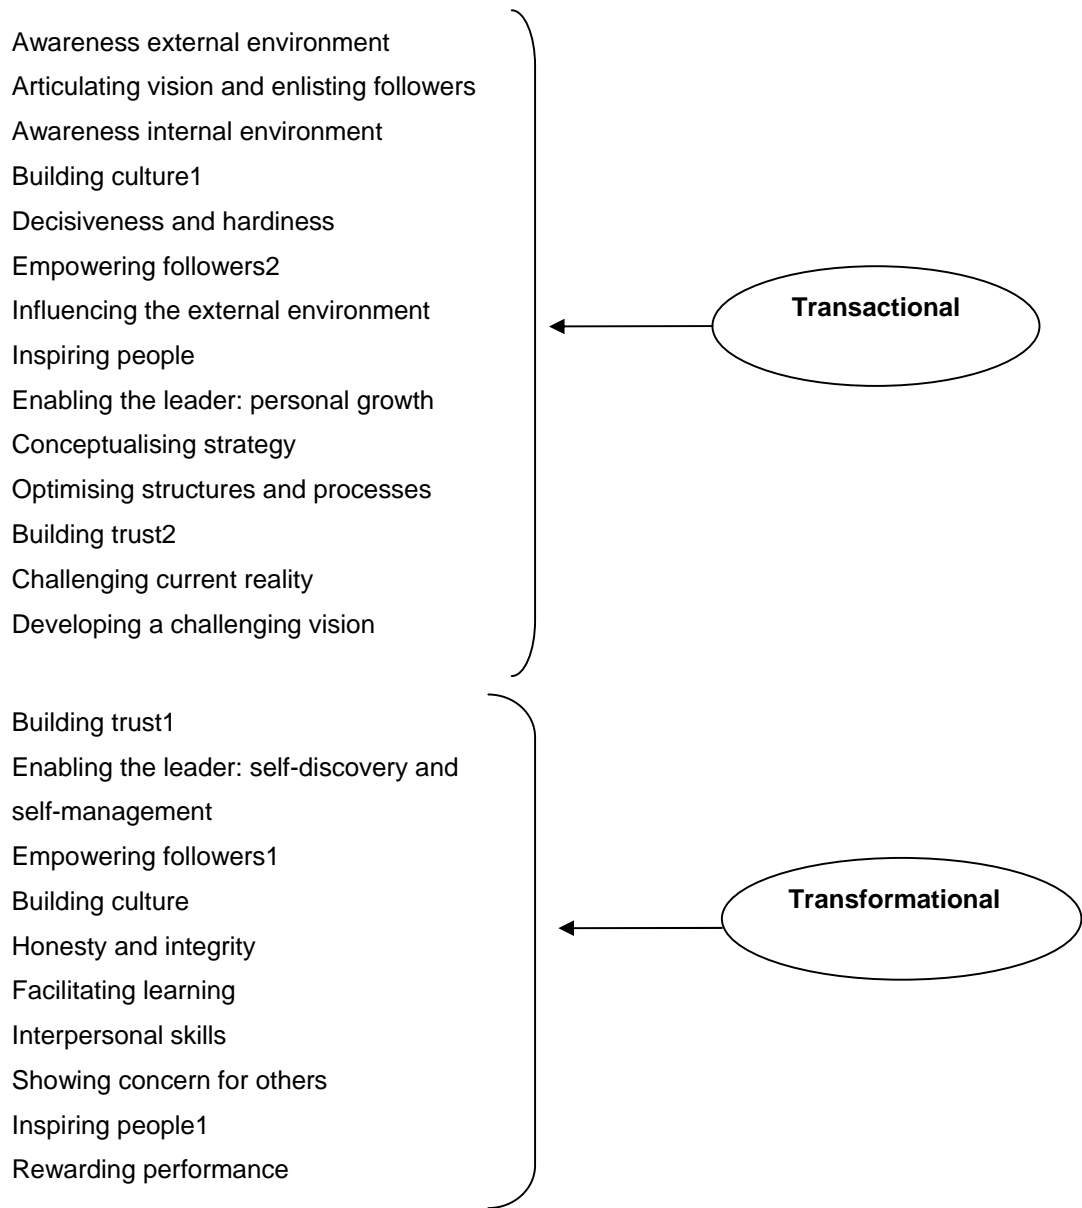 Awareness external environment
Articulating vision and enlisting followers
Awareness internal environment
Building culture1
Decisiveness and hardiness
Empowering followers2
Influencing the external environment
Inspiring people
Enabling the leader: personal growth
Conceptualising strategy
Optimising structures and processes
Building trust2
Challenging current reality
Developing a challenging vision
Transactional
Building trust1
Enabling the leader: self-discovery and
self-management
Empowering followers1
Building culture
Honesty and integrity
Facilitating learning
Interpersonal skills
Showing concern for others
Inspiring people1
Rewarding performance
Transformational